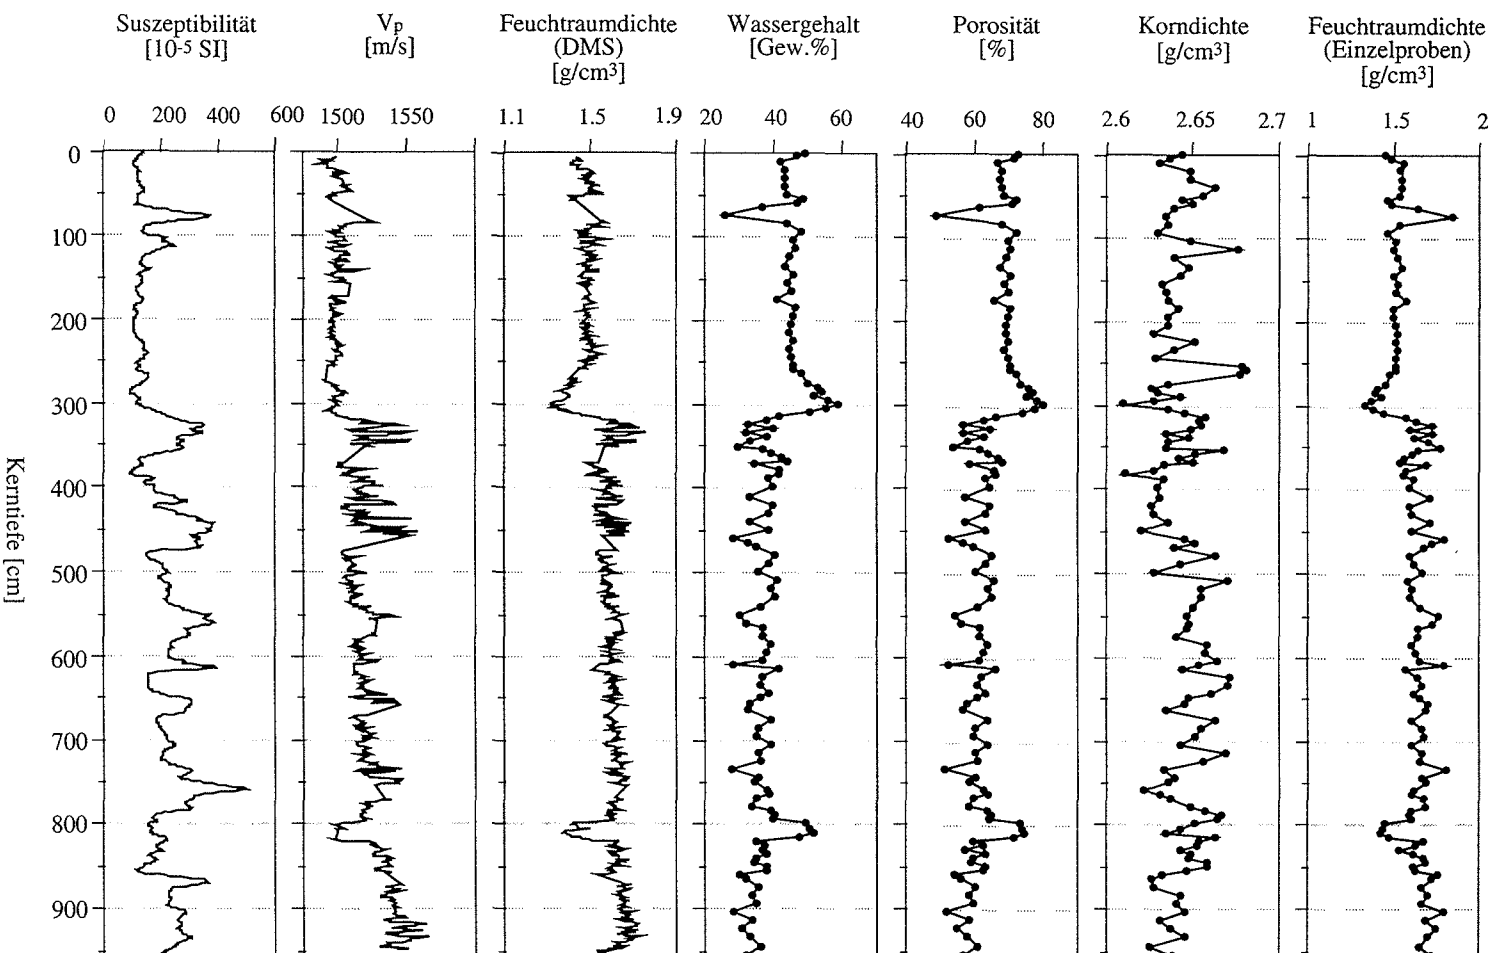 Suszeptibilität
[10-5 SI]
Vp
[m/s]
Feuchtraumdichte
(DMS)
[g/cm³]
Wassergehalt
[Gew.%]
Porosität
[%]
Korndichte
[g/cm³]
Feuchtraumdichte
(Einzelproben)
[g/cm³]
0 200 400 600
1500 1550
1.1 1.5 1.9
20 40 60
40 60 80
2.6 2.65 2.7
1 1.5 2
0
100
200
300
400
500
600
700
800
900
Kerntiefe [cm]